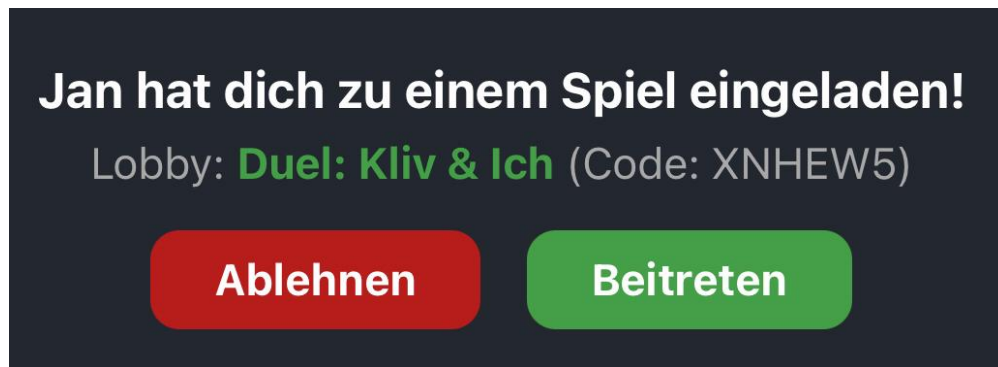 Jan hat dich zu einem Spiel eingeladen!
Lobby: Duel: Kliv & Ich (Code: XNHEW5)
Ablehnen
Beitreten